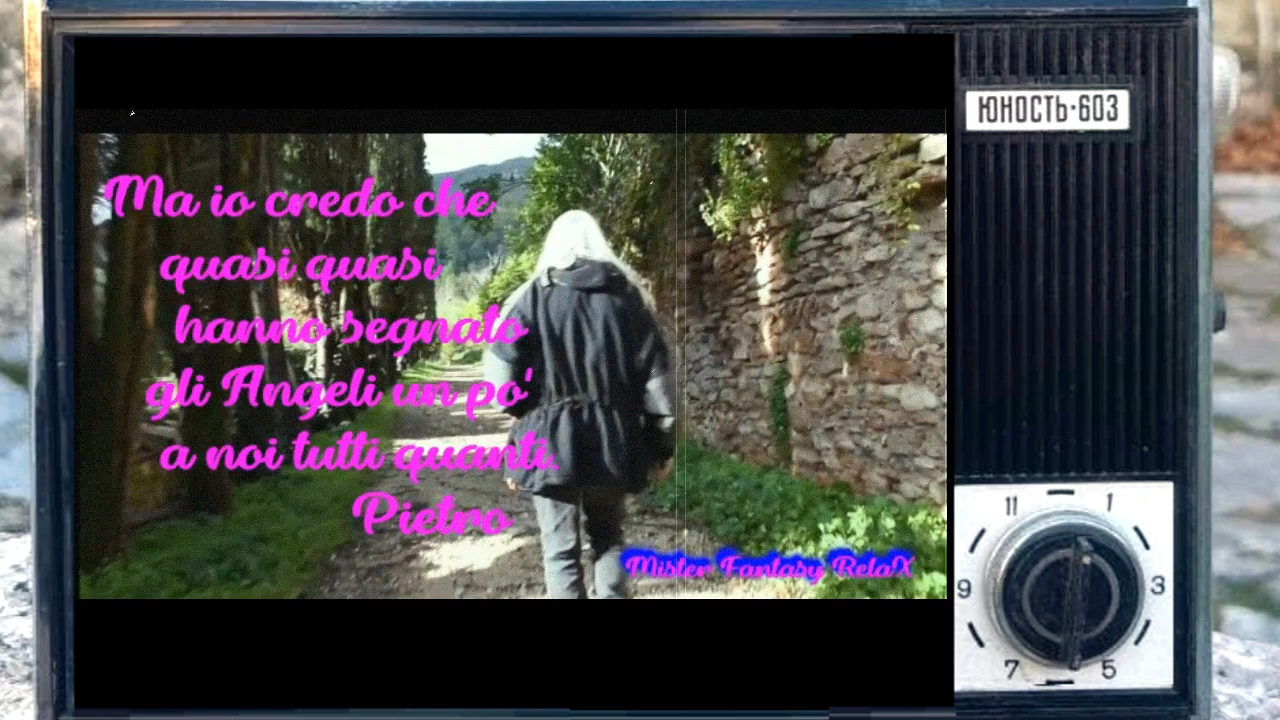 ЮНОСТЬ·603
Ma io credo che
quasi quasi
hanno segnato
gli Angeli un po'
a noi tutti quanti.
Pietro
Mister Fantasy RelaX
11 1
9 3
7 5